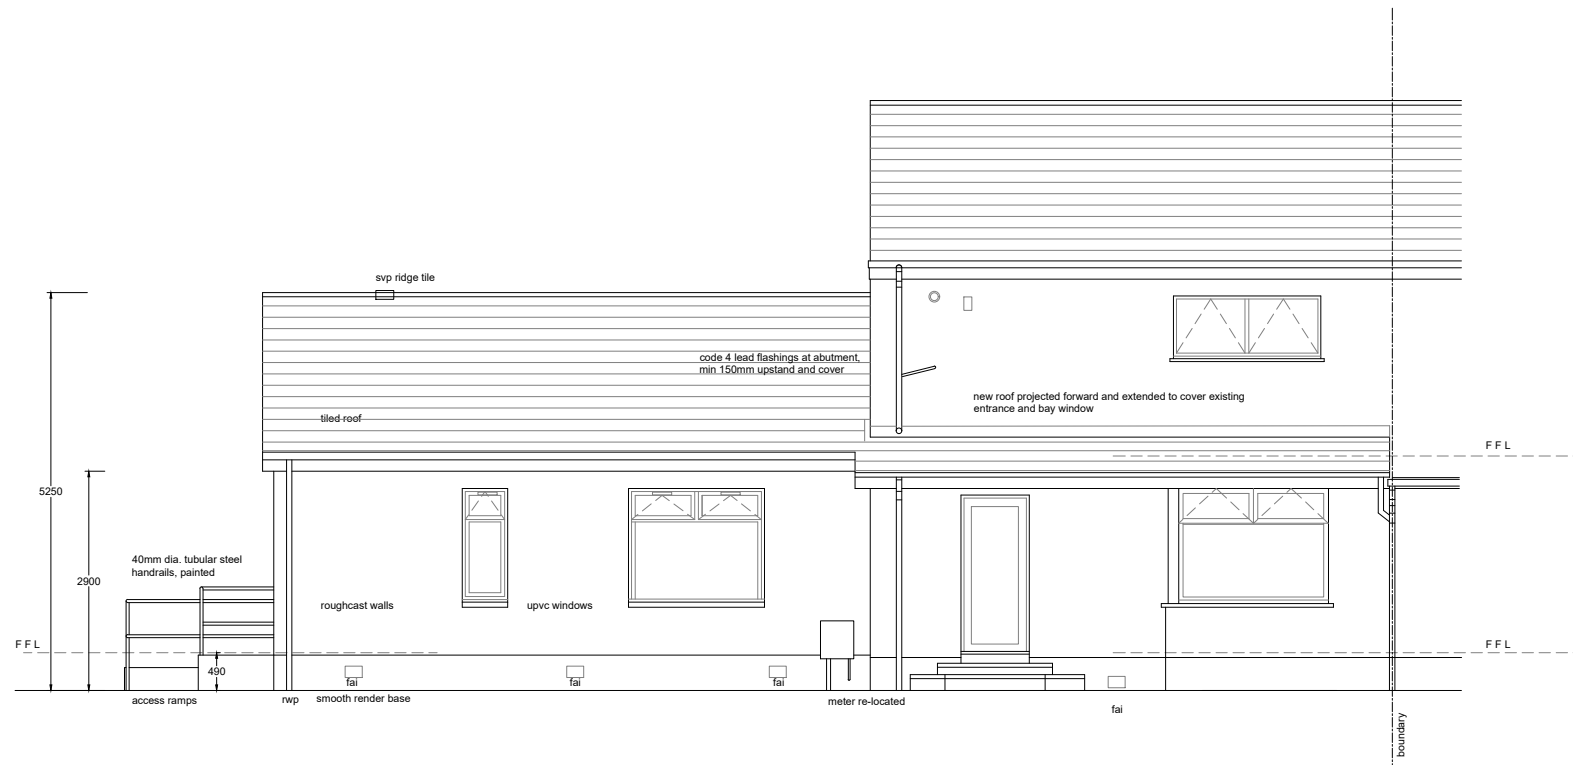 svp ridge tile
code 4 lead flashings at abutment,
min 150mm upstand and cover
new roof projected forward and extended to cover existing
entrance and bay window
tiled roof
F F L
5250
2900
40mm dia. tubular steel
handrails, painted
roughcast walls
upvc windows
F F L
F F L
490
fai
fai
fai
access ramps
rwp
smooth render base
meter re-located
fai
boundary